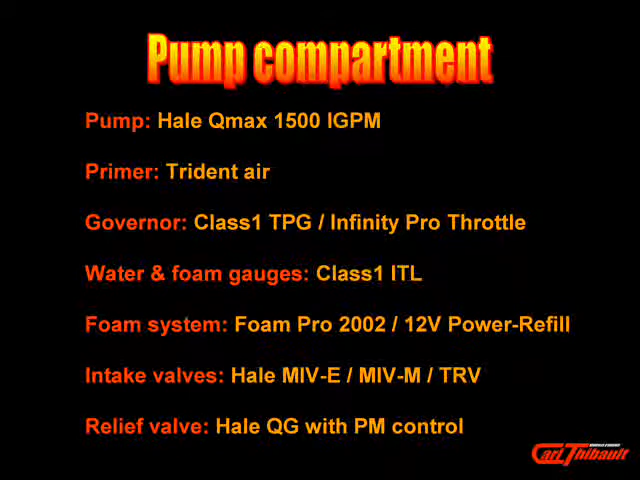 Pump compartment
Pump: Hale Qmax 1500 IGPM
Primer: Trident air
Governor: Class1 TPG / Infinity Pro Throttle
Water & foam gauges: Class1 ITL
Foam system: Foam Pro 2002 / 12V Power-Refill
Intake valves: Hale MIV-E / MIV-M / TRV
Relief valve: Hale QG with PM control
Carl Thibault